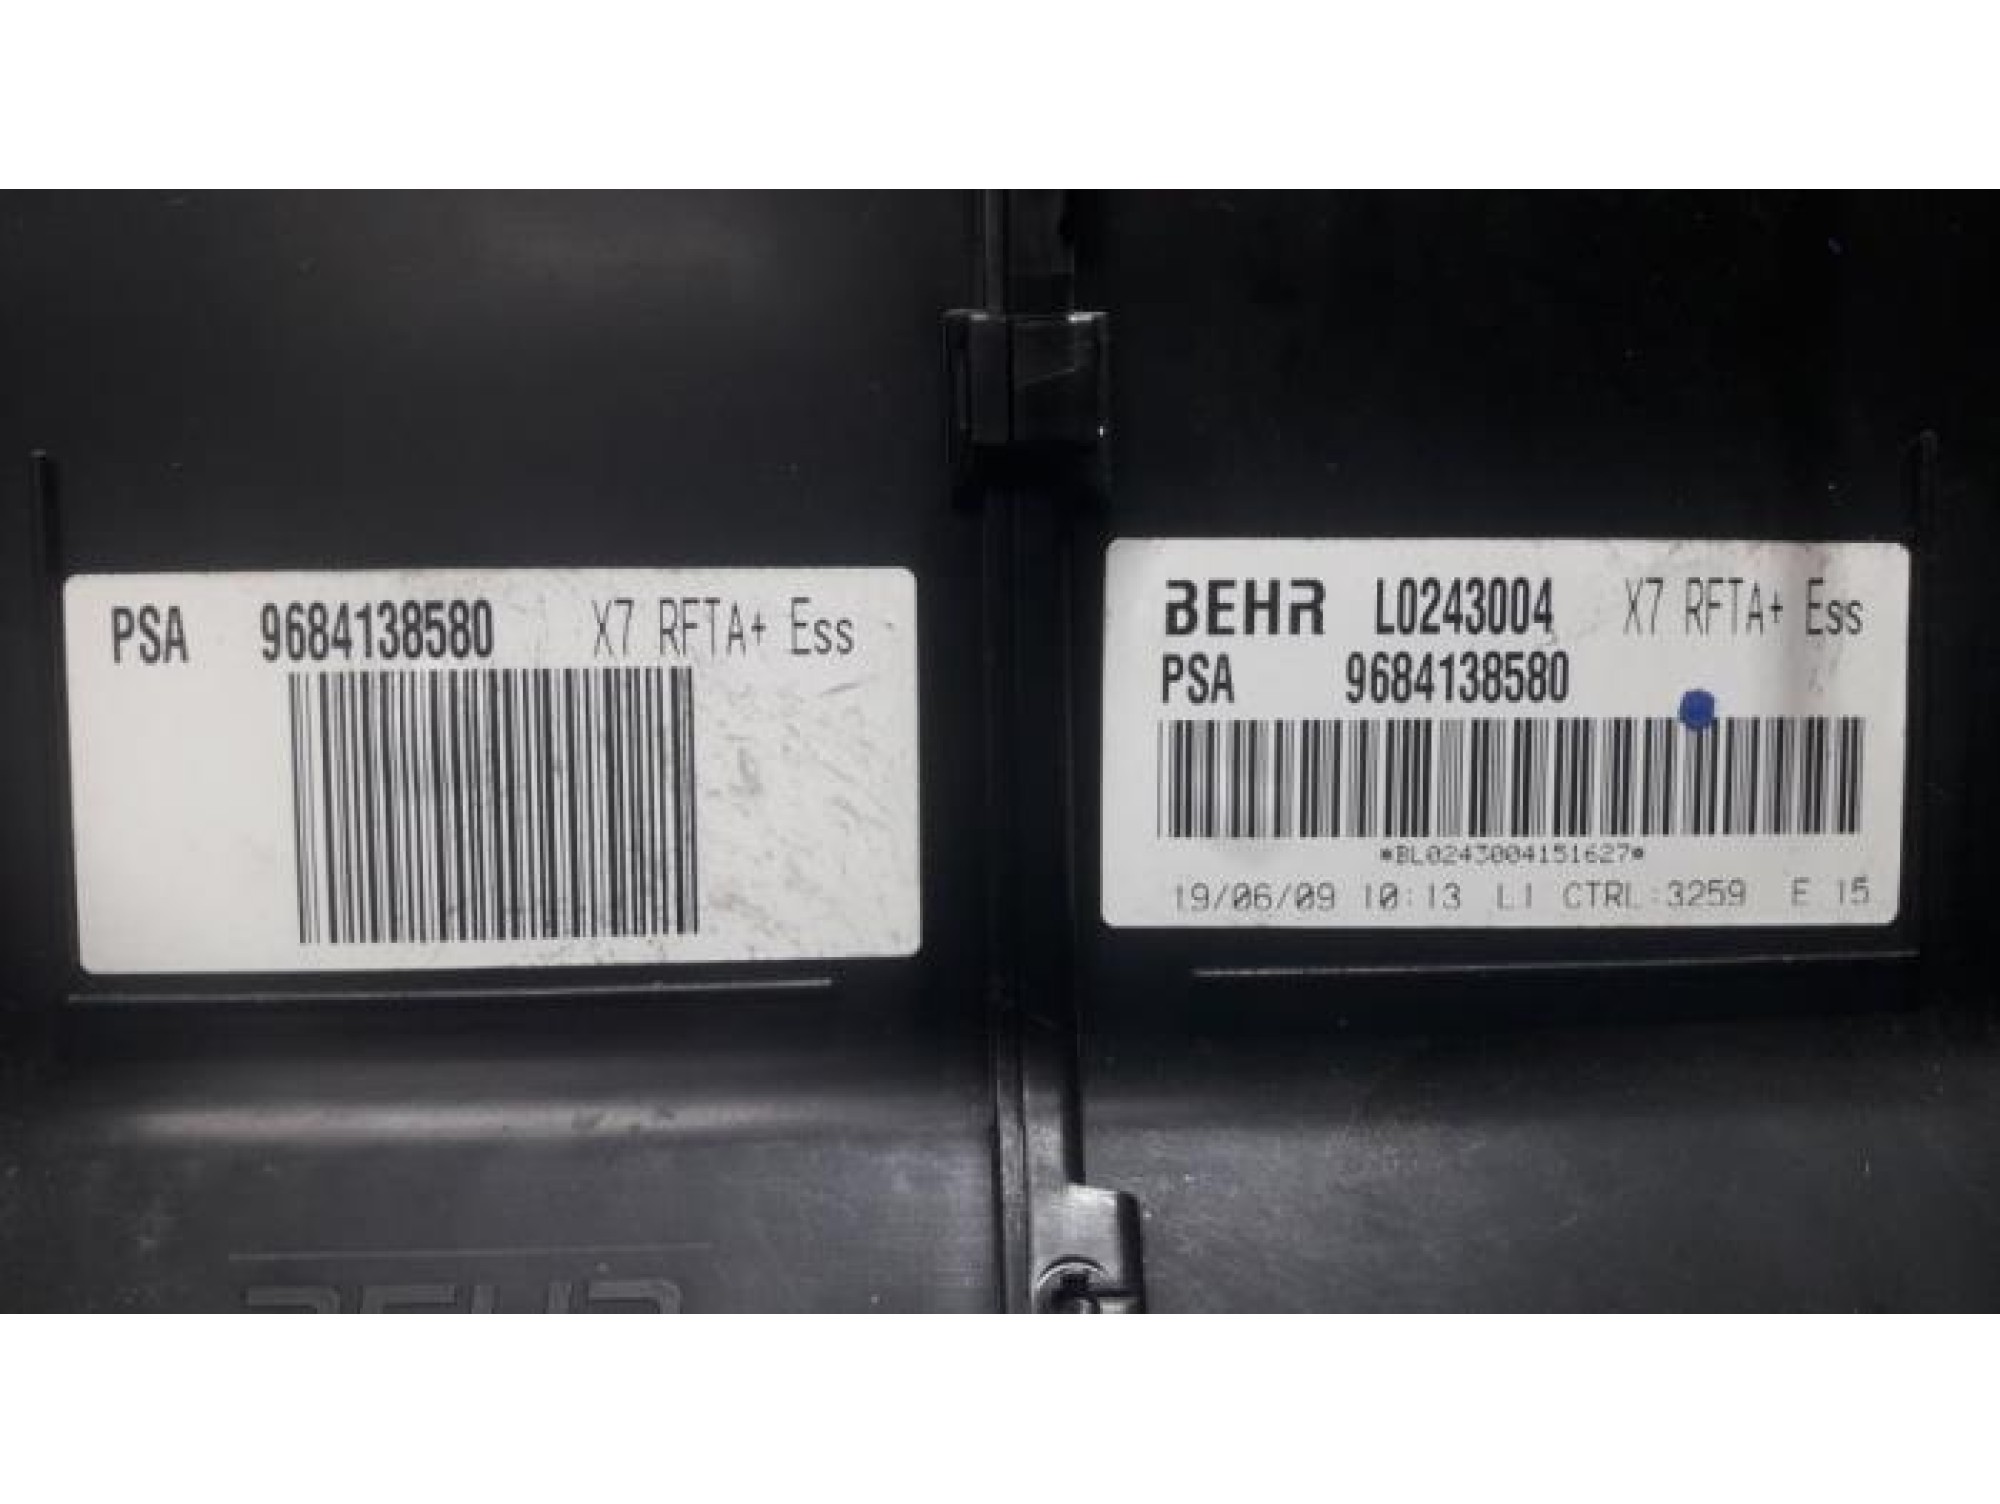 PSA 9684138580 X7 RFTA+ Ess
BEHR L0243004 X7 RFTA+ Ess
PSA 9684138580
*BL0243004151627*
19/06/09 10:13 L1 CTRL:3259 E 15
BEHR